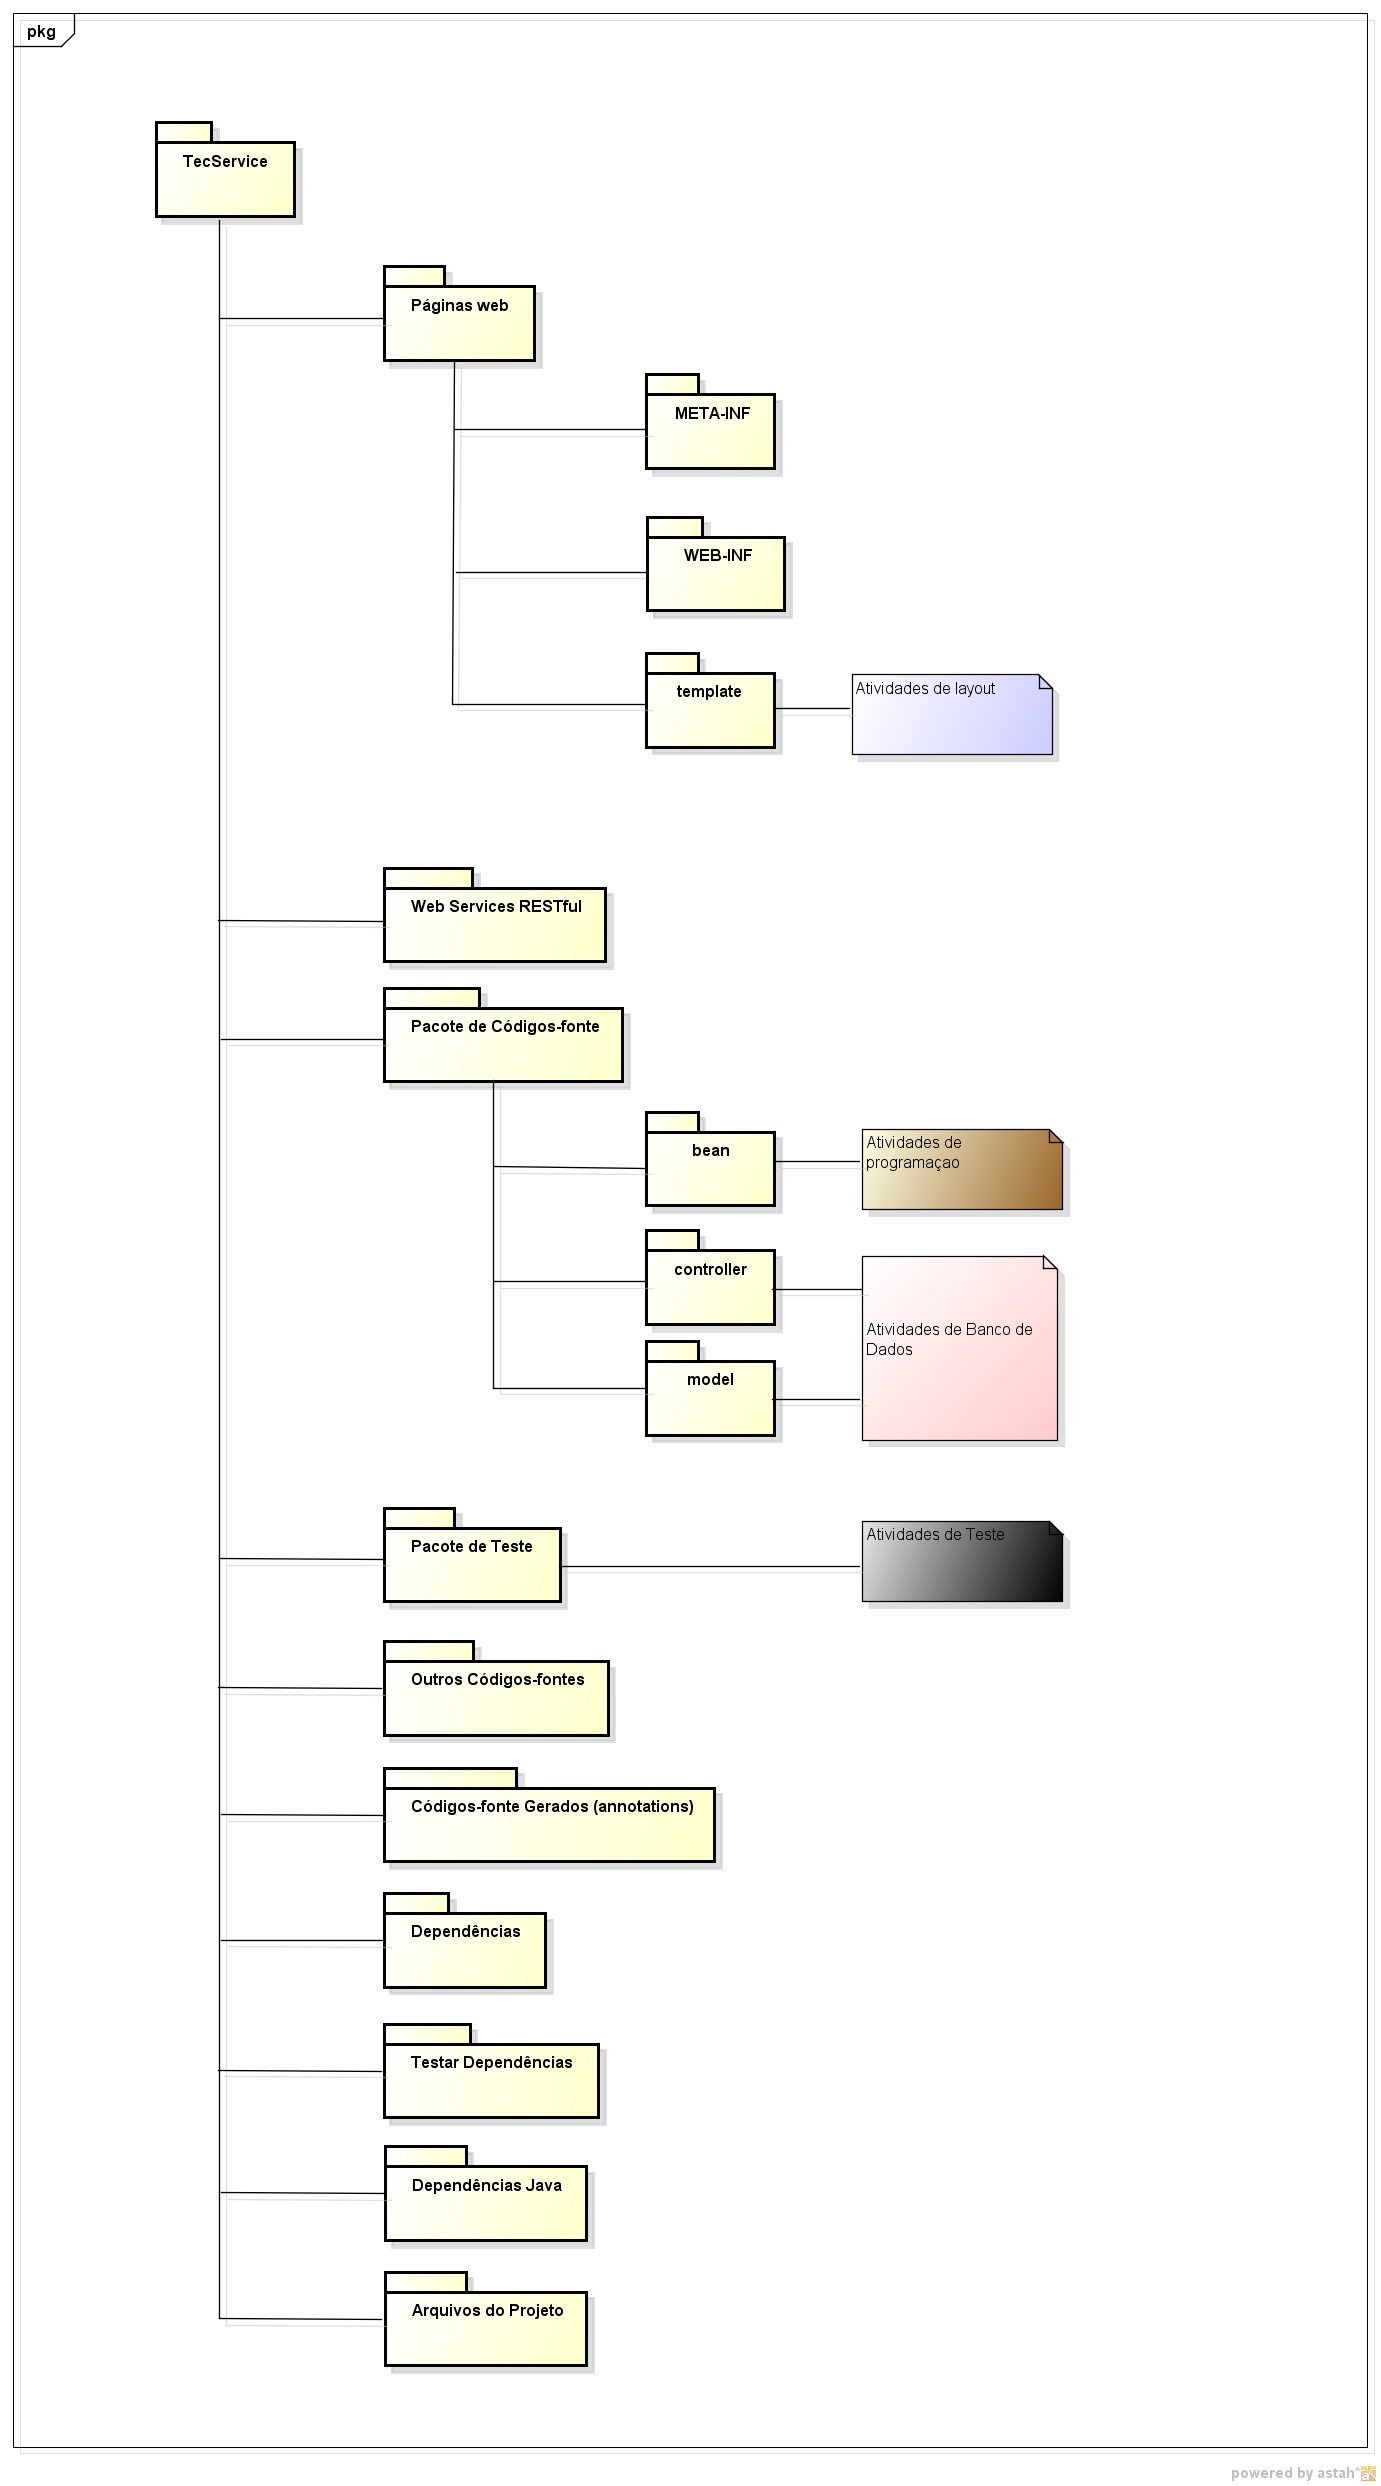 pkg
TecService
Páginas web
META-INF
WEB-INF
template
Atividades de layout
Web Services RESTful
Pacote de Códigos-fonte
bean
Atividades de
programaçao
controller
Atividades de Banco de
Dados
model
Pacote de Teste
Atividades de Teste
Outros Códigos-fontes
Códigos-fonte Gerados (annotations)
Dependências
Testar Dependências
Dependências Java
Arquivos do Projeto
powered by astah*